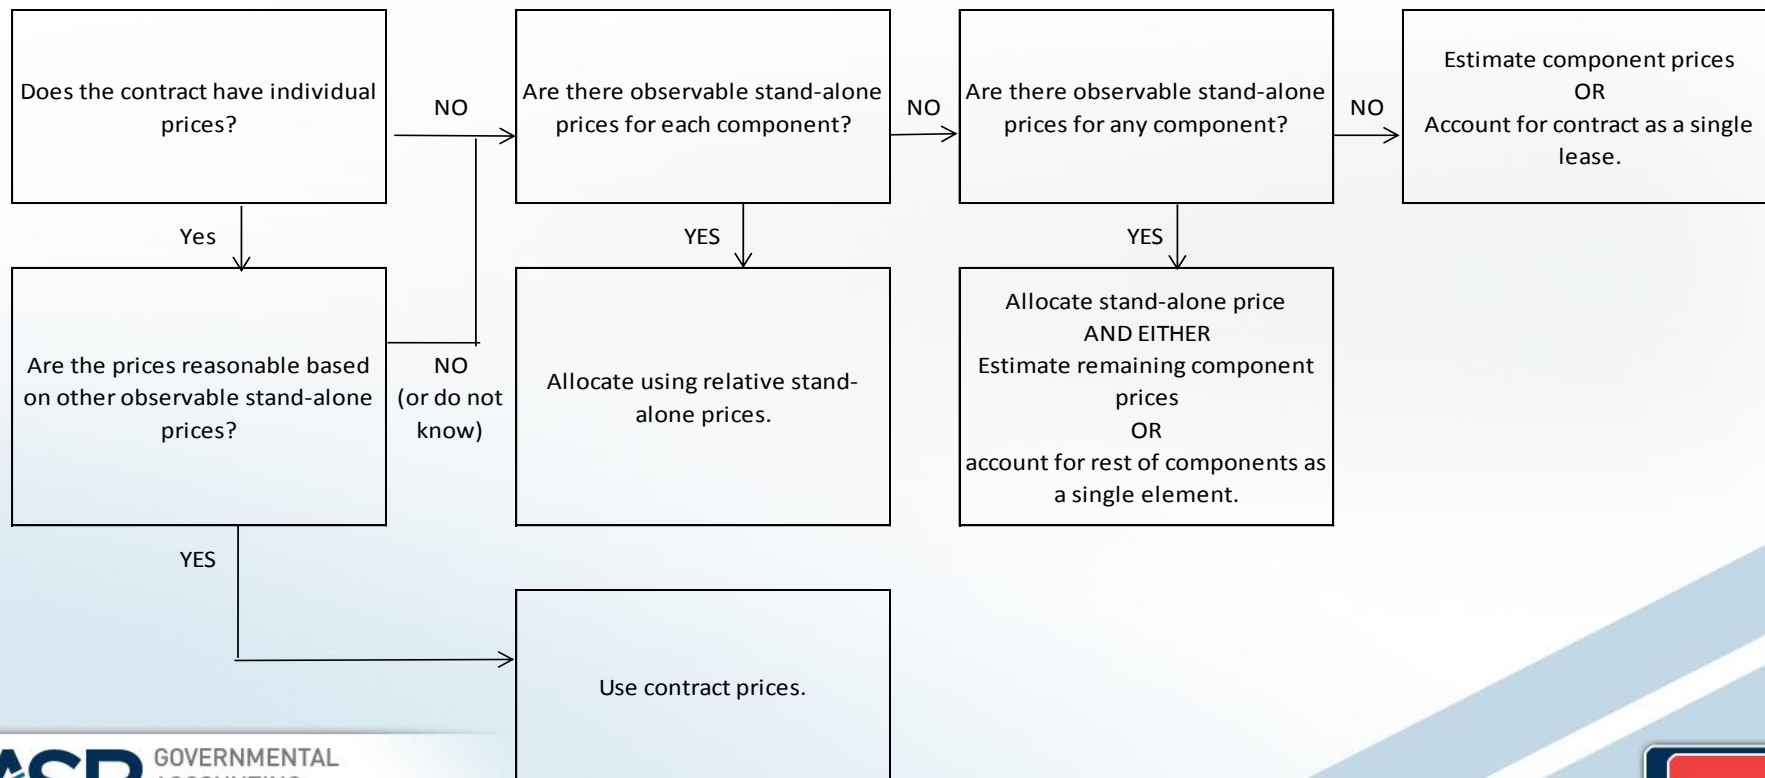 Does the contract have individual
prices?
NO
Are there observable stand-alone
prices for each component?
NO
Are there observable stand-alone
prices for any component?
NO
Estimate component prices
OR
Account for contract as a single
lease.
Yes
YES
YES
Are the prices reasonable based
on other observable stand-alone
prices?
NO
(or do not
know)
Allocate using relative stand-
alone prices.
Allocate stand-alone price
AND EITHER
Estimate remaining component
prices
OR
account for rest of components as
a single element.
YES
Use contract prices.
GOVERNMENTAL